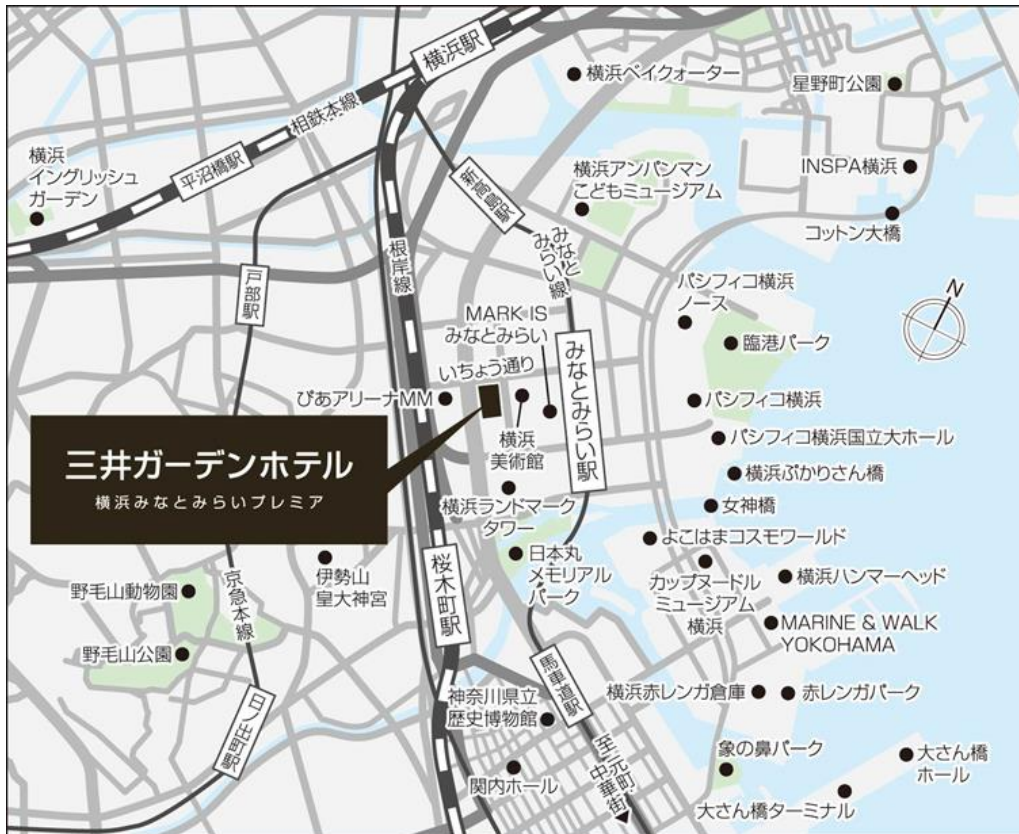 横浜駅
横浜ベイクォーター
星野町公園
相鉄本線
平沼橋駅
横浜
イングリッシュ
ガーデン
新高島駅
横浜アンパンマン
こどもミュージアム
INSPA横浜
コットン大橋
みなと
みらい線
根岸線
戸部駅
パシフィコ横浜
ノース
N
MARK IS
みなとみらい
臨港パーク
いちょう通り
みなとみらい駅
ぴあアリーナMM
パシフィコ横浜
横浜
美術館
パシフィコ横浜国立大ホール
三井ガーデンホテル
横浜みなとみらいプレミア
横浜ぷかりさん橋
横浜ランドマーク
タワー
女神橋
よこはまコスモワールド
日本丸
メモリアル
パーク
伊勢山
皇大神宮
桜木町駅
カップヌードル
ミュージアム
横浜
横浜ハンマーヘッド
野毛山動物園
京急本線
MARINE & WALK
YOKOHAMA
野毛山公園
馬車道駅
横浜赤レンガ倉庫
赤レンガパーク
神奈川県立
歴史博物館
日ノ出町駅
至元町
中華街
象の鼻パーク
大さん橋
ホール
関内ホール
大さん橋ターミナル